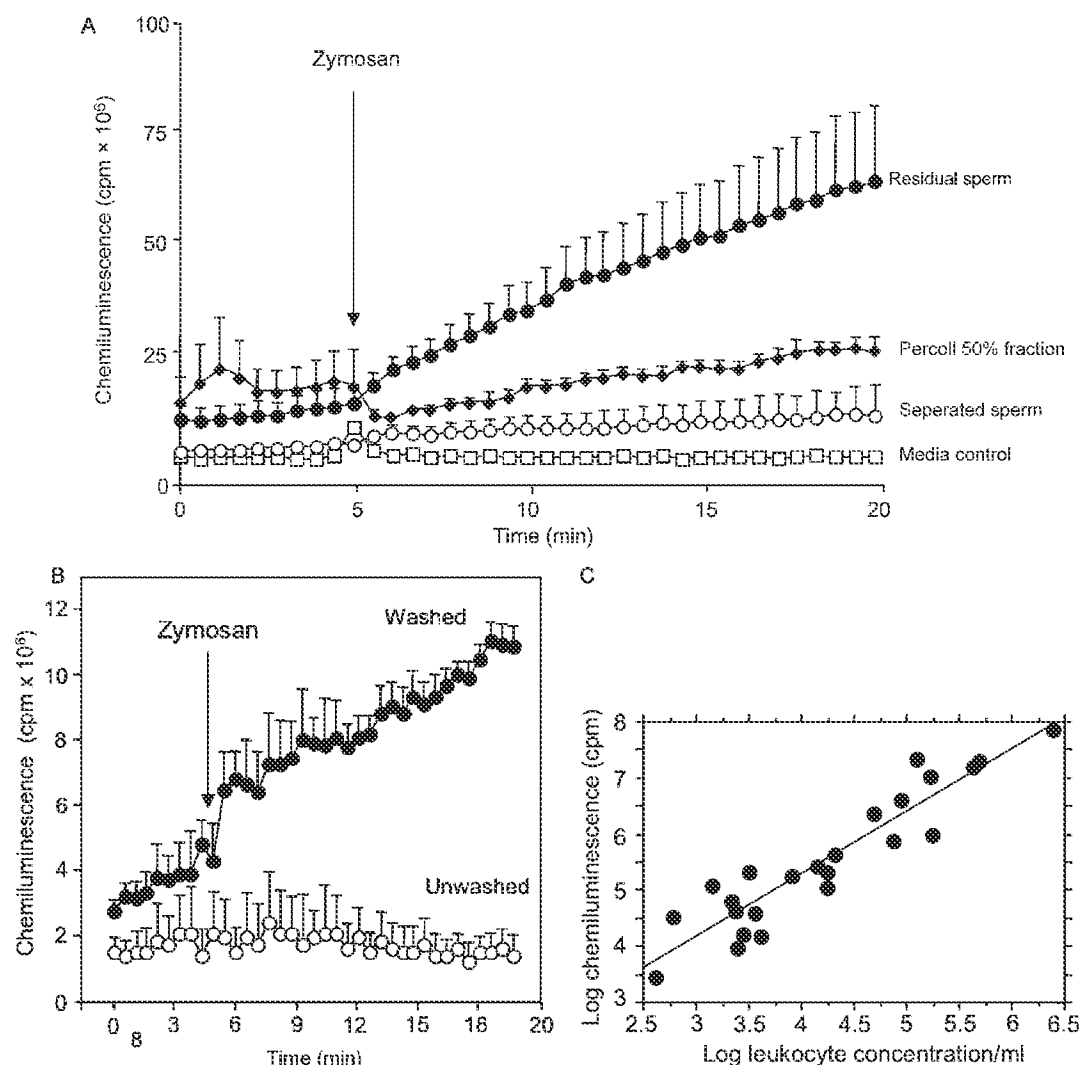 A
100
Zymosan
75
50
25
0
Chemiluminescence (cpm × 10⁶)
Residual sperm
Percoll 50% fraction
Seperated sperm
Media control
0 5 10 15 20
Time (min)
B
Zymosan
Washed
Unwashed
12
10
8
6
4
2
0
Chemiluminescence (cpm x 10⁶)
0 3 6 9 12 15 18 20
8
Time (min)
C
8
7
6
5
4
3
Log chemiluminescence (cpm)
2.5 3 3.5 4 4.5 5 5.5 6 6.5
Log leukocyte concentration/ml